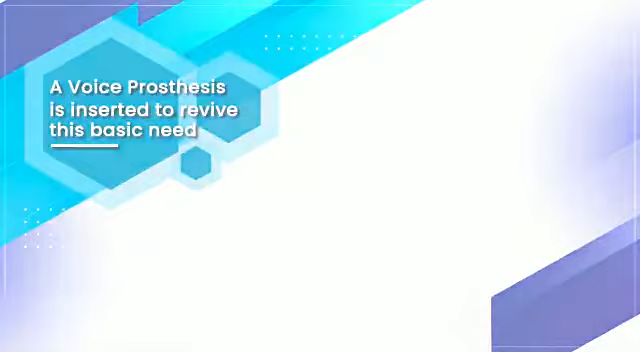 A Voice Prosthesis
is inserted to revive
this basic need